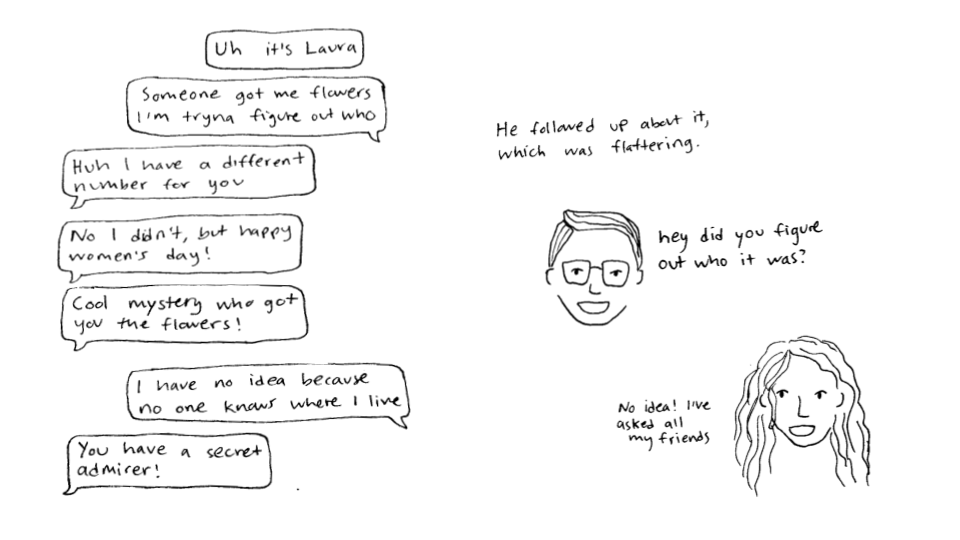 Uh it's Laura
Someone got me flowers
I'm tryna figure out who
Huh I have a different
number for you
No I didn't, but happy
women's day!
Cool mystery who got
you the flowers!
I have no idea because
no one knows where I live
You have a secret
admirer!
He followed up about it,
which was flattering.
hey did you figure
out who it was?
No idea! I've
asked all
my friends